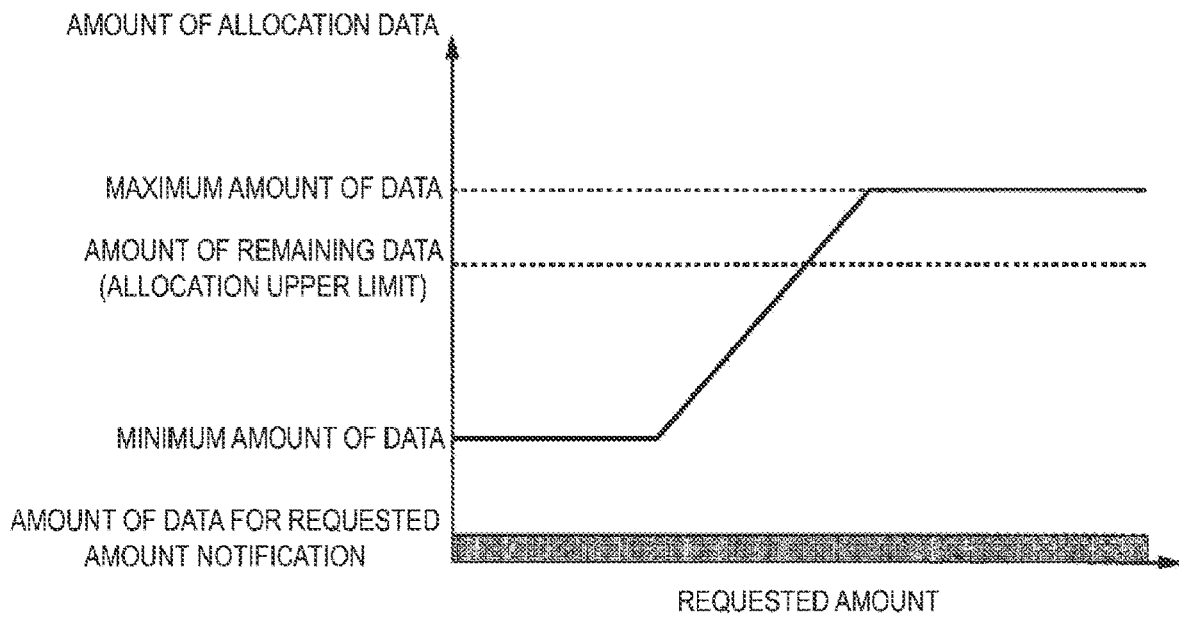 AMOUNT OF ALLOCATION DATA
MAXIMUM AMOUNT OF DATA
AMOUNT OF REMAINING DATA
(ALLOCATION UPPER LIMIT)
MINIMUM AMOUNT OF DATA
AMOUNT OF DATA FOR REQUESTED
AMOUNT NOTIFICATION
REQUESTED AMOUNT